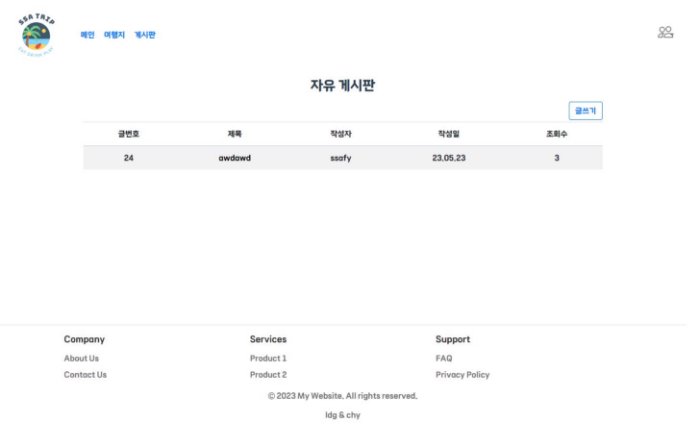 SSA TRIP
EAT DRINK PLAY
메인 여행지 게시판
자유 게시판
글쓰기
글번호 제목 작성자 작성일 조회수
24 awdawd ssafy 23.05.23 3
Company Services Support
About Us Product 1 FAQ
Contact Us Product 2 Privacy Policy
© 2023 My Website. All rights reserved.
ldg & chy